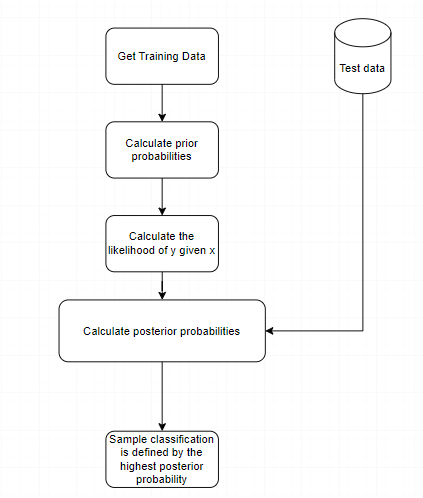 Get Training Data
Test data
Calculate prior
probabilities
Calculate the
likelihood of y given x
Calculate posterior probabilities
Sample classification
is defined by the
highest posterior
probability